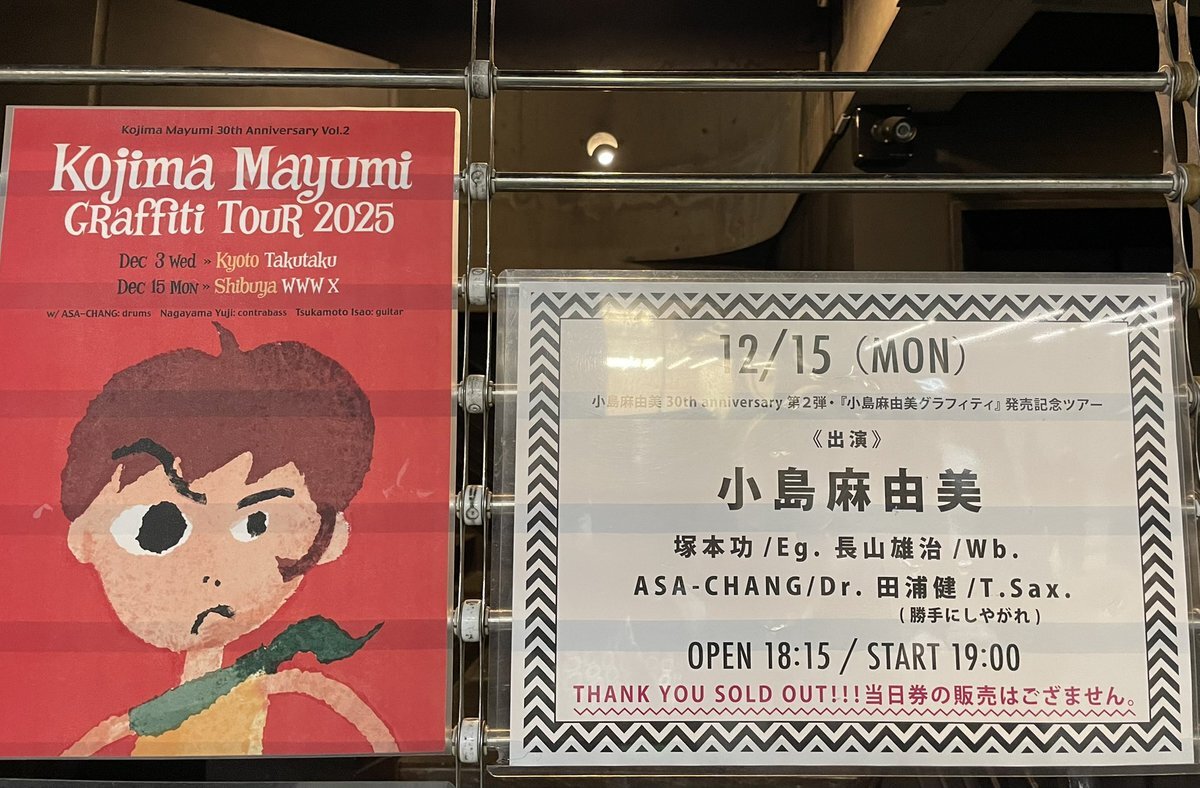 Kojima Mayumi 30th Anniversary Vol.2
Kojima Mayumi
Graffiti Tour 2025
Dec 3 Wed » Kyoto Takutaku
Dec 15 Mon » Shibuya WWW X
w/ ASA-CHANG: drums Nagayama Yuji: contrabass Tsukamoto Isao: guitar
12/15（MON）
小島麻由美 30th anniversary 第2弾・『小島麻由美グラフィティ』発売記念ツアー
《出演》
小島麻由美
塚本功/Eg. 長山雄治/Wb.
ASA-CHANG/Dr. 田浦健/T.Sax.
(勝手にしやがれ)
OPEN 18:15 / START 19:00
THANK YOU SOLD OUT!!!当日券の販売はござません。